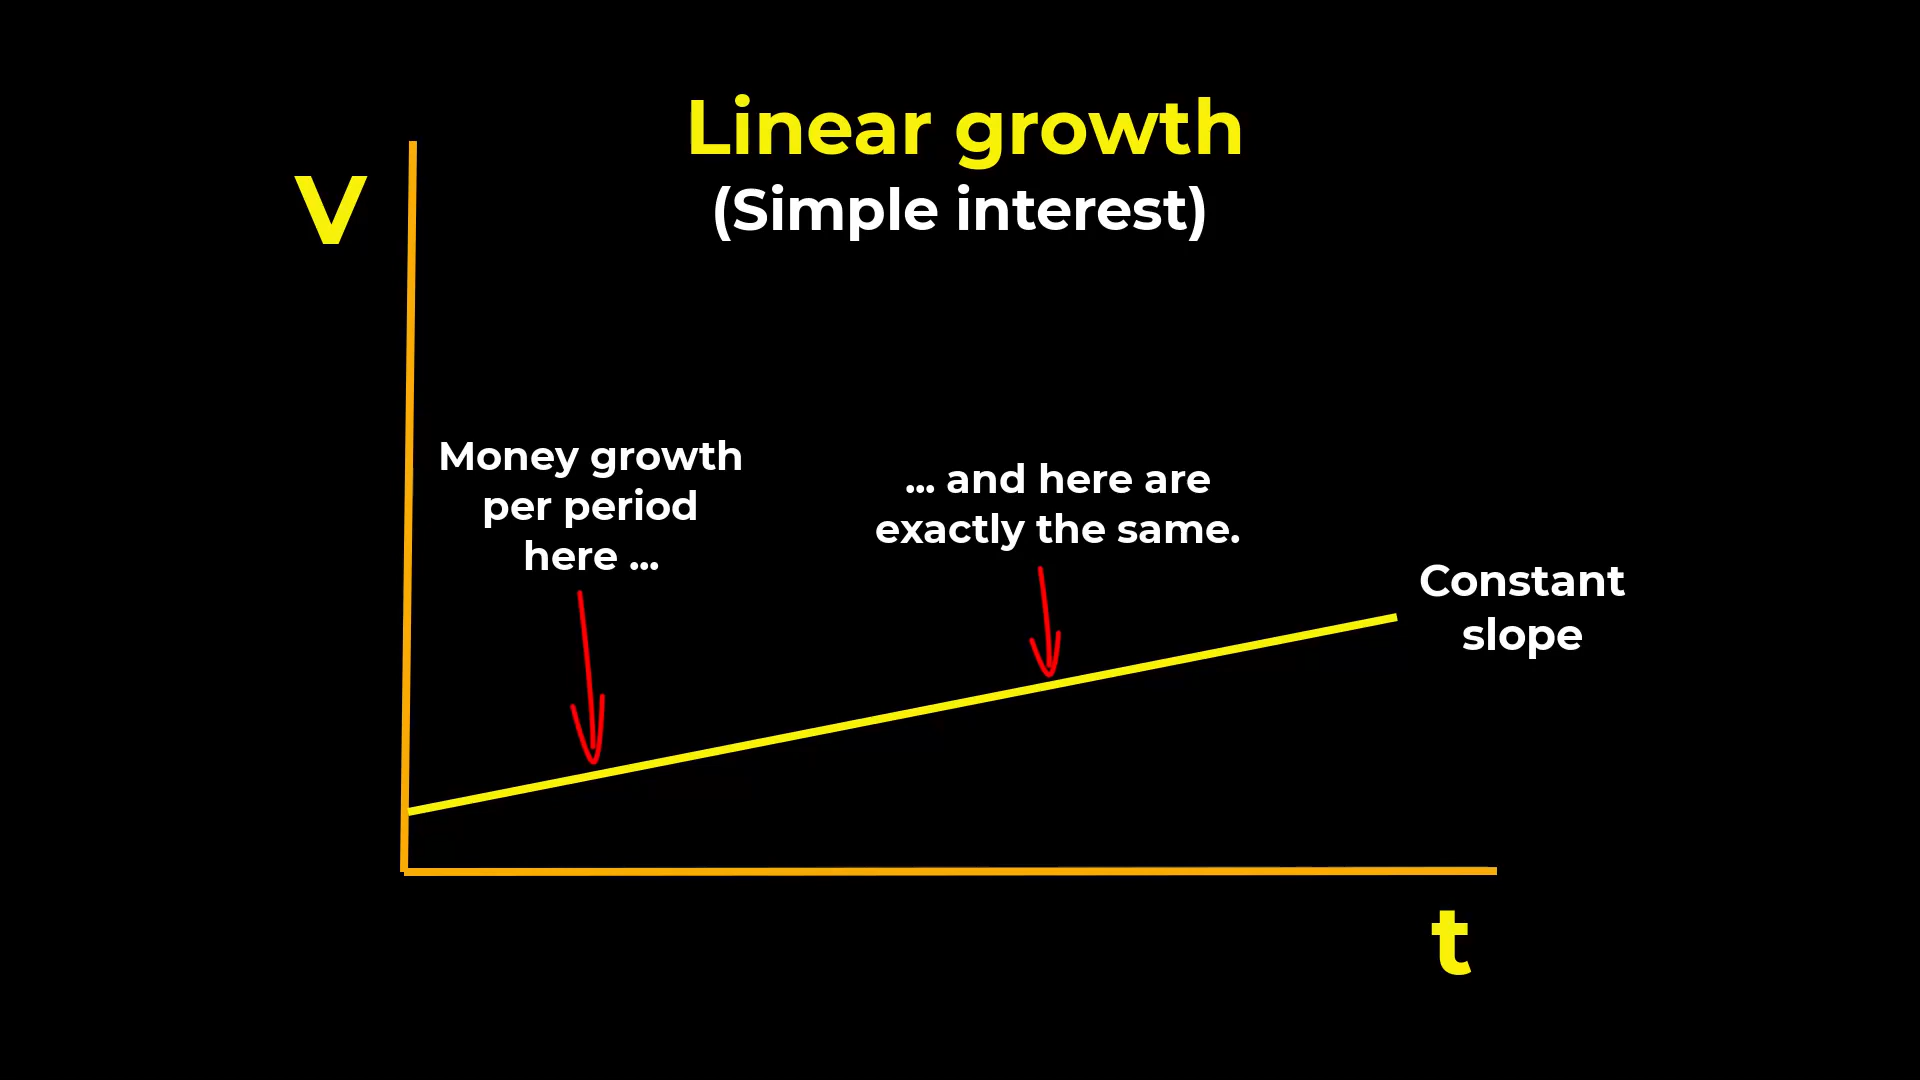 Linear growth
(Simple interest)
V
Money growth
per period
here ...
... and here are
exactly the same.
Constant
slope
t